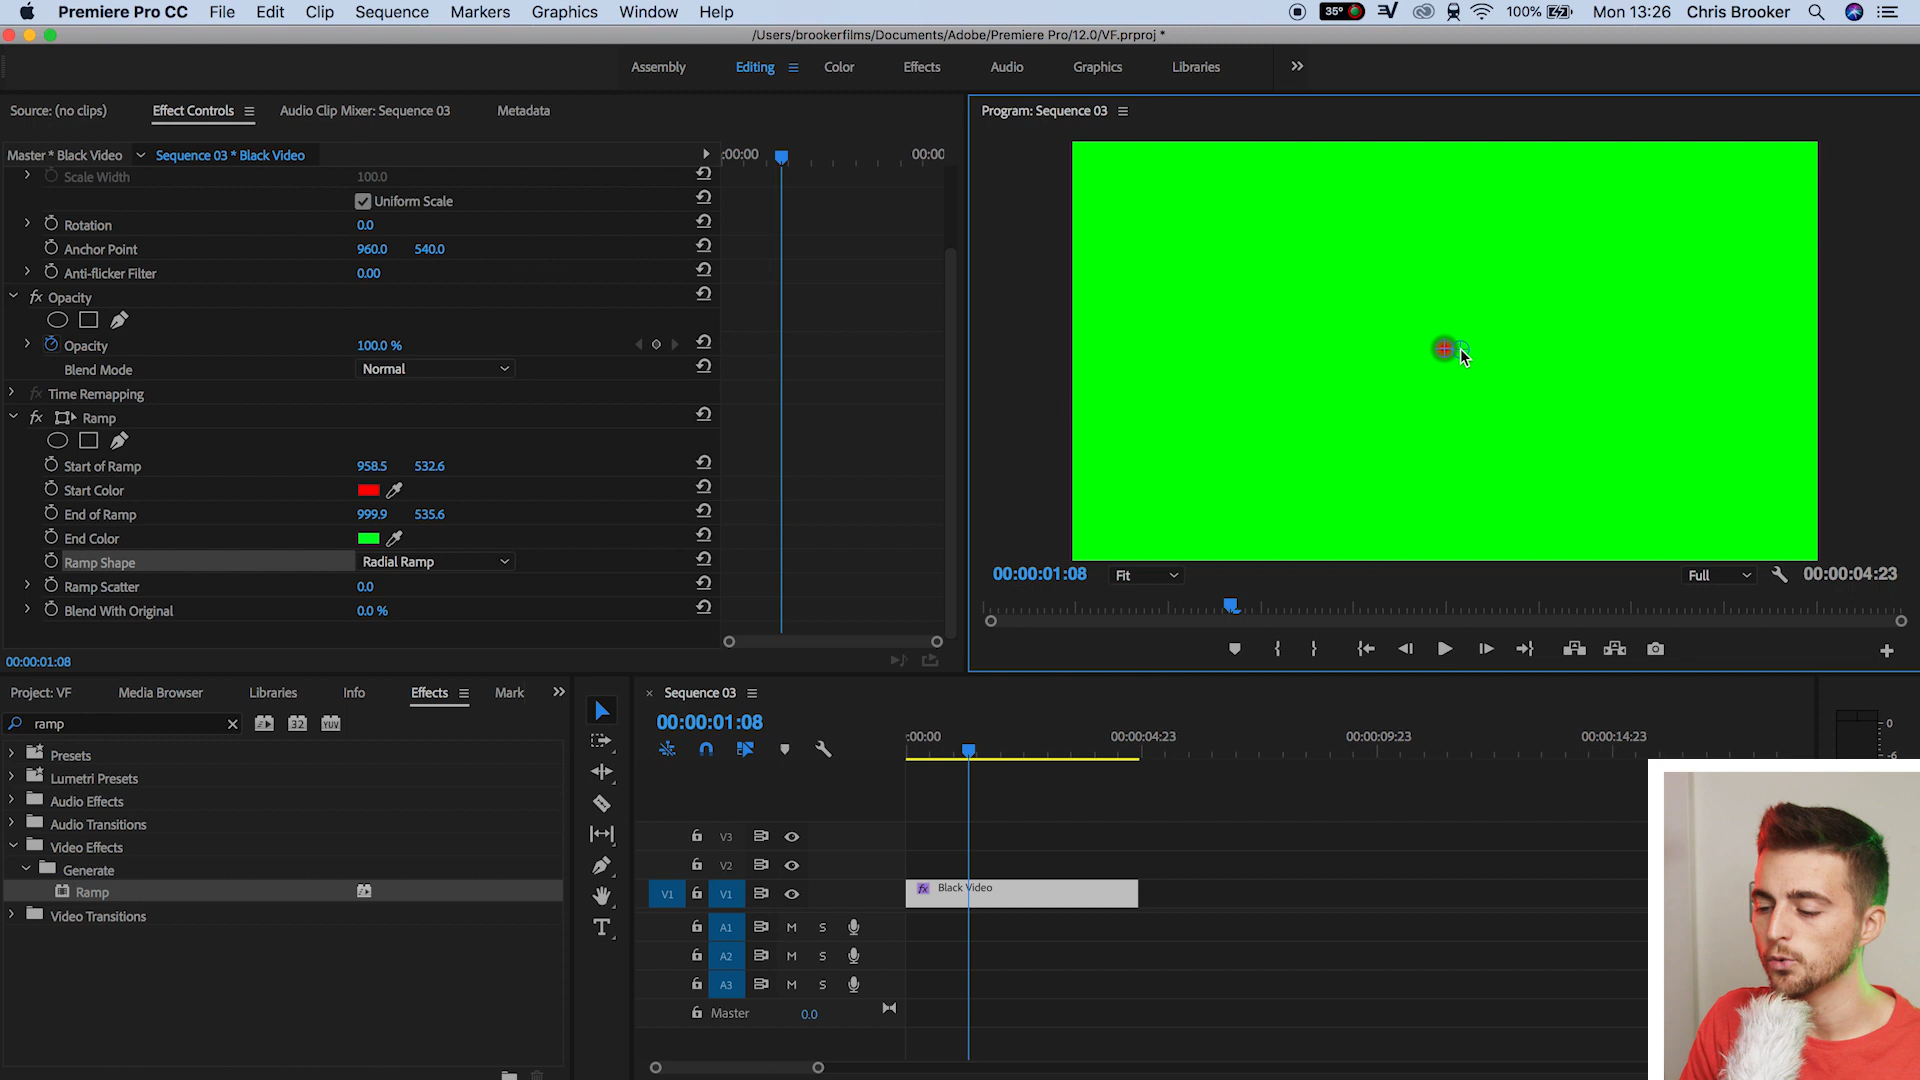 Premiere Pro CC File Edit Clip Sequence Markers Graphics Window Help 35° 100% Mon 13:26 Chris Brooker
/Users/brookerfilms/Documents/Adobe/Premiere Pro/12.0/VF.prproj *
Assembly Editing Color Effects Audio Graphics Libraries
Source: (no clips) Effect Controls Audio Clip Mixer: Sequence 03 Metadata
Program: Sequence 03
Master * Black Video Sequence 03 * Black Video :00:00 00:00
Scale Width 100.0
Uniform Scale
Rotation 0.0
Anchor Point 960.0 540.0
Anti-flicker Filter 0.00
fx Opacity
Opacity 100.0 %
Blend Mode Normal
fx Time Remapping
fx Ramp
Start of Ramp 958.5 532.6
Start Color
End of Ramp 999.9 535.6
End Color
Ramp Shape Radial Ramp
Ramp Scatter 0.0
Blend With Original 0.0 %
00:00:01:08
00:00:01:08 Fit Full 00:00:04:23
Project: VF Media Browser Libraries Info Effects Mark
ramp 32 YUV
Presets
Lumetri Presets
Audio Effects
Audio Transitions
Video Effects
Generate
Ramp
Video Transitions
Sequence 03
00:00:01:08
:00:00 00:00:04:23 00:00:09:23 00:00:14:23
V3
V2
V1 V1 fx Black Video
A1 M S
A2 M S
A3 M S
Master 0.0
T
0
-6